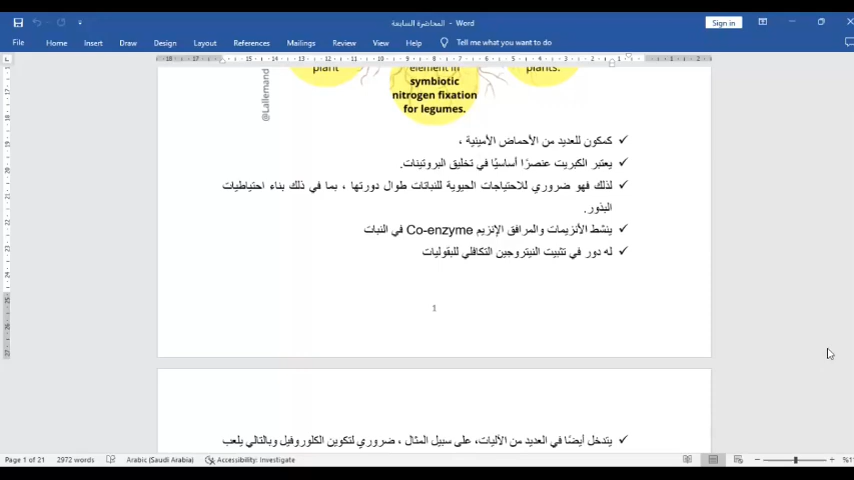 المحاضرة السابعة - Word
Sign in
File Home Insert Draw Design Layout References Mailings Review View Help Tell me what you want to do
plant
element in
plants.
symbiotic
nitrogen fixation
for legumes.
@Lallemand
✓ كمكون للعديد من الأحماض الأمينية ،
✓ يعتبر الكبريت عنصرًا أساسيًا في تخليق البروتينات.
✓ لذلك فهو ضروري للاحتياجات الحيوية للنباتات طوال دورتها ، بما في ذلك بناء احتياطيات
البذور.
✓ ينشط الأنزيمات والمرافق الإنزيم Co-enzyme في النبات
✓ له دور في تثبيت النيتروجين التكافلي للبقوليات
1
✓ يتدخل أيضًا في العديد من الآليات، على سبيل المثال ، ضروري لتكوين الكلوروفيل وبالتالي يلعب
Page 1 of 21 2972 words Arabic (Saudi Arabia) Accessibility: Investigate